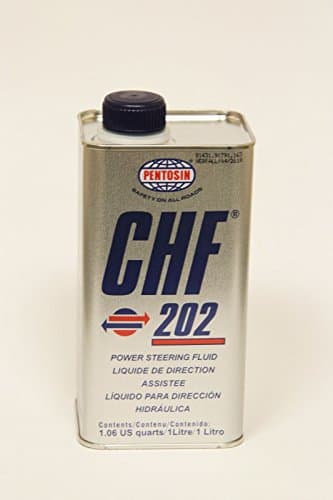 PENTOSIN
SAFETY ON ALL ROADS
CHF®
202
POWER STEERING FLUID
LIQUIDE DE DIRECTION
ASSISTEE
LÍQUIDO PARA DIRECCIÓN
HIDRÁULICA
Contents/Contenu/Contenido:
1.06 US quarts/1Litre/1 Litro